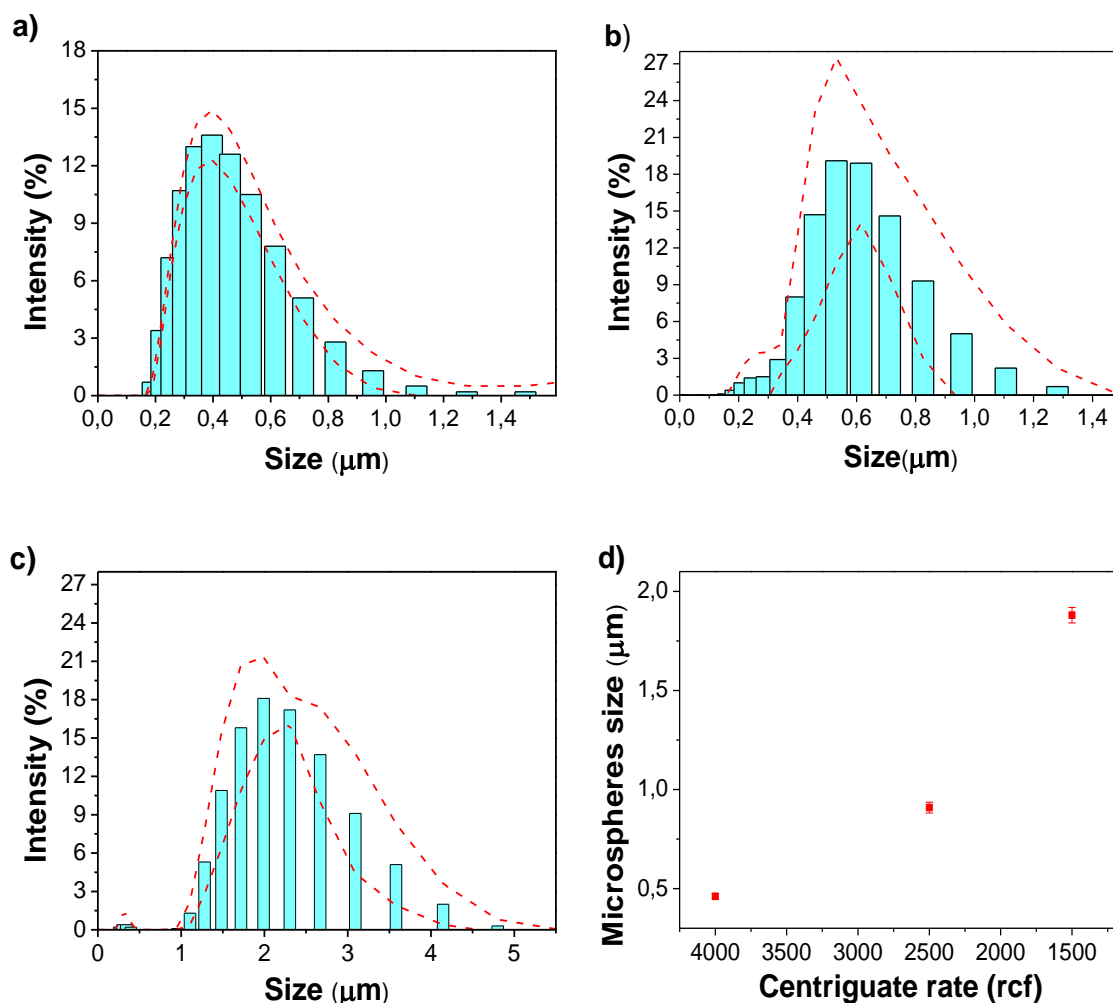 a)
18
15
12
9
6
3
0
Intensity (%)
0,0 0,2 0,4 0,6 0,8 1,0 1,2 1,4
Size (μm)
b)
27
24
21
18
15
12
9
6
3
0
Intensity (%)
0,0 0,2 0,4 0,6 0,8 1,0 1,2 1,4
Size(μm)
c)
27
24
21
18
15
12
9
6
3
0
Intensity (%)
0 1 2 3 4 5
Size (μm)
d)
2,0
1,5
1,0
0,5
Microspheres size (μm)
4000 3500 3000 2500 2000 1500
Centriguate rate (rcf)